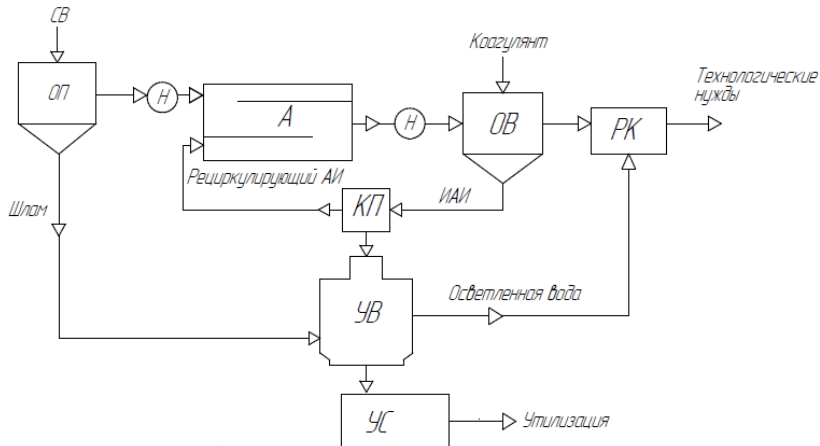 СВ
Коагулянт
Технологические
нужды
ОП
Н
А
Н
ОВ
РК
Рециркулирующий АИ
ИАИ
КП
Шлам
УВ
Осветленная вода
УС
Утилизация